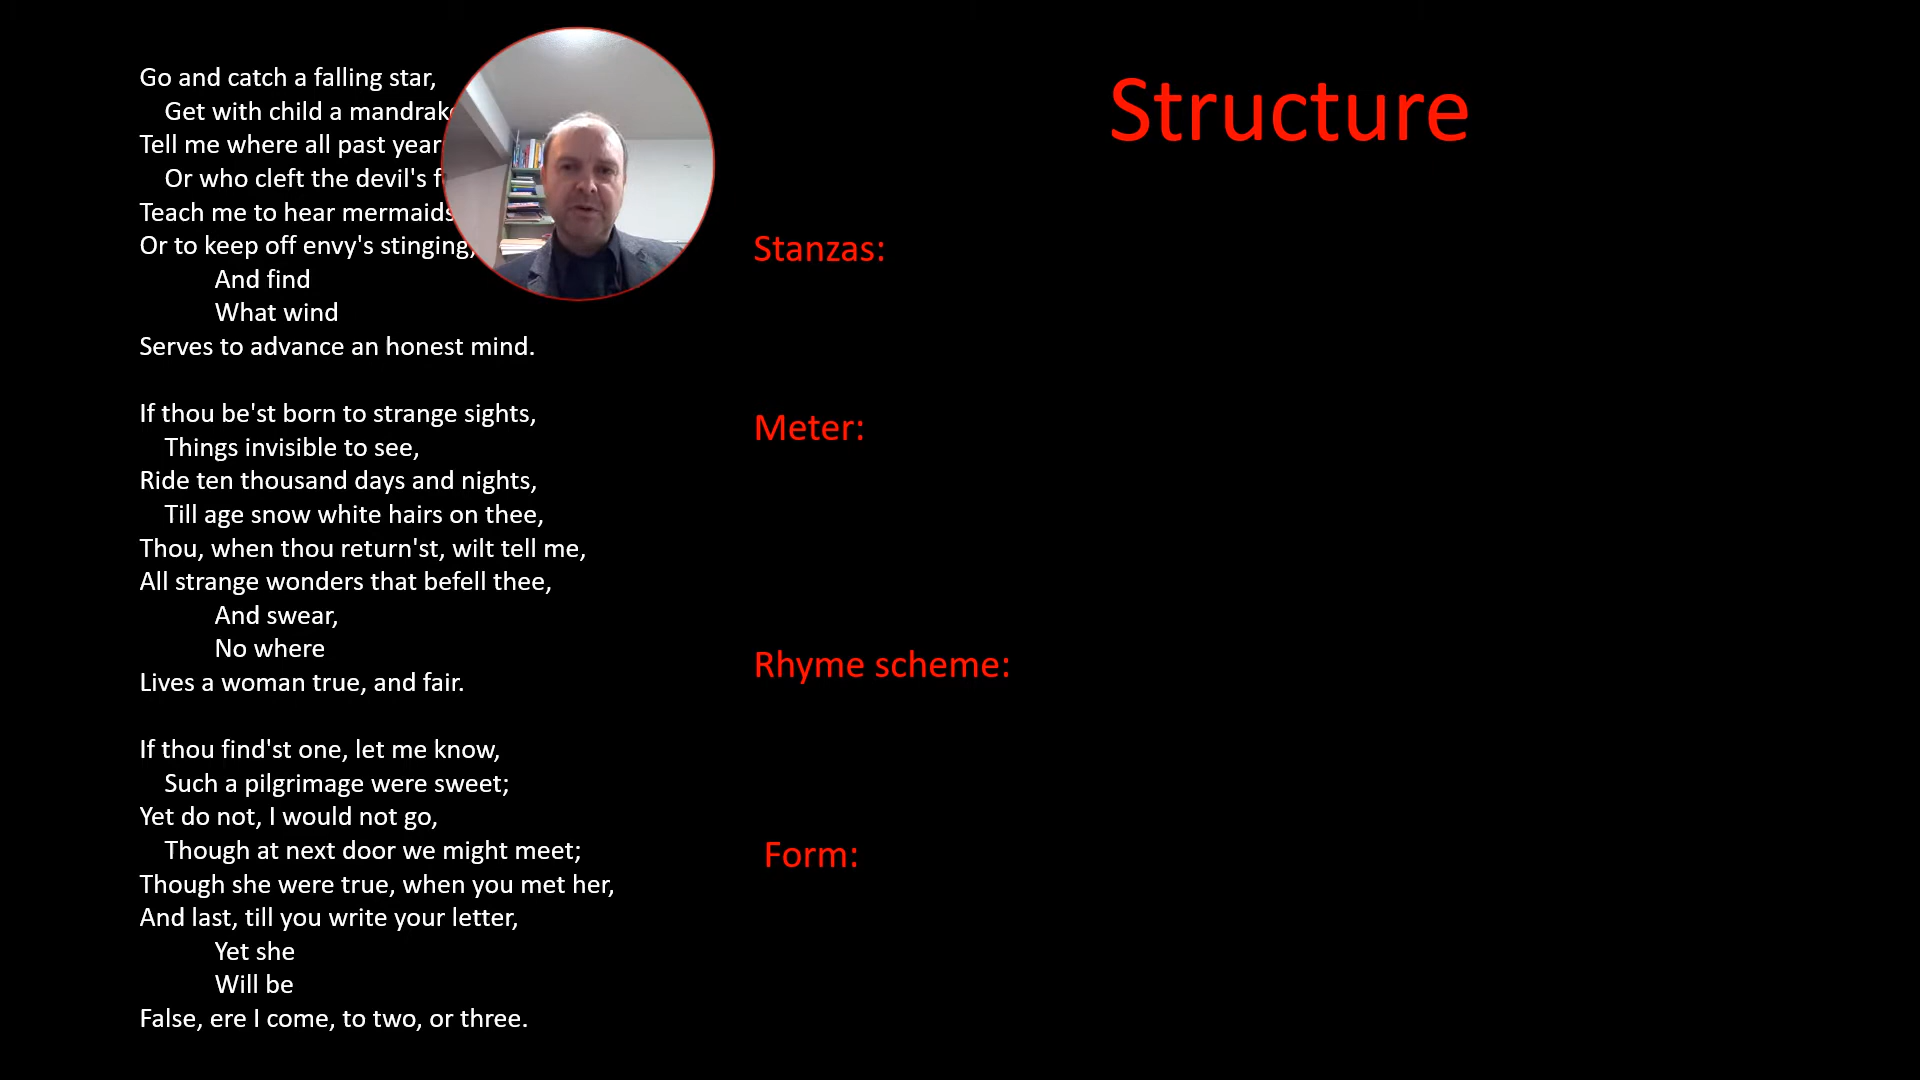 Go and catch a falling star,
Get with child a mandrake
Tell me where all past year
Or who cleft the devil's
Teach me to hear mermaids
Or to keep off envy's stinging,
And find
What wind
Serves to advance an honest mind.
If thou be'st born to strange sights,
Things invisible to see,
Ride ten thousand days and nights,
Till age snow white hairs on thee,
Thou, when thou return'st, wilt tell me,
All strange wonders that befell thee,
And swear,
No where
Lives a woman true, and fair.
If thou find'st one, let me know,
Such a pilgrimage were sweet;
Yet do not, I would not go,
Though at next door we might meet;
Though she were true, when you met her,
And last, till you write your letter,
Yet she
Will be
False, ere I come, to two, or three.
Structure
Stanzas:
Meter:
Rhyme scheme:
Form: